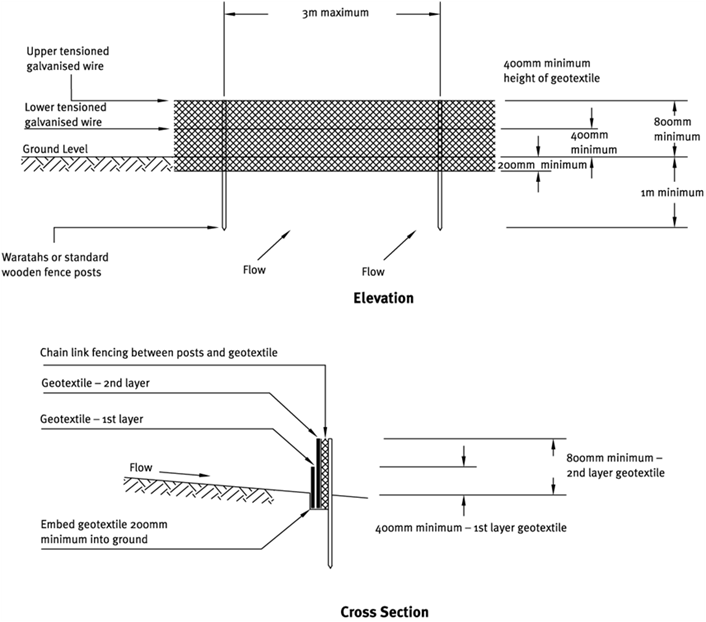 3m maximum
Upper tensioned
galvanised wire
400mm minimum
height of geotextile
Lower tensioned
galvanised wire
800mm
minimum
400mm
minimum
Ground Level
200mm minimum
1m minimum
Waratahs or standard
wooden fence posts
Flow
Flow
Elevation
Chain link fencing between posts and geotextile
Geotextile – 2nd layer
Geotextile – 1st layer
Flow
800mm minimum –
2nd layer geotextile
Embed geotextile 200mm
minimum into ground
400mm minimum – 1st layer geotextile
Cross Section